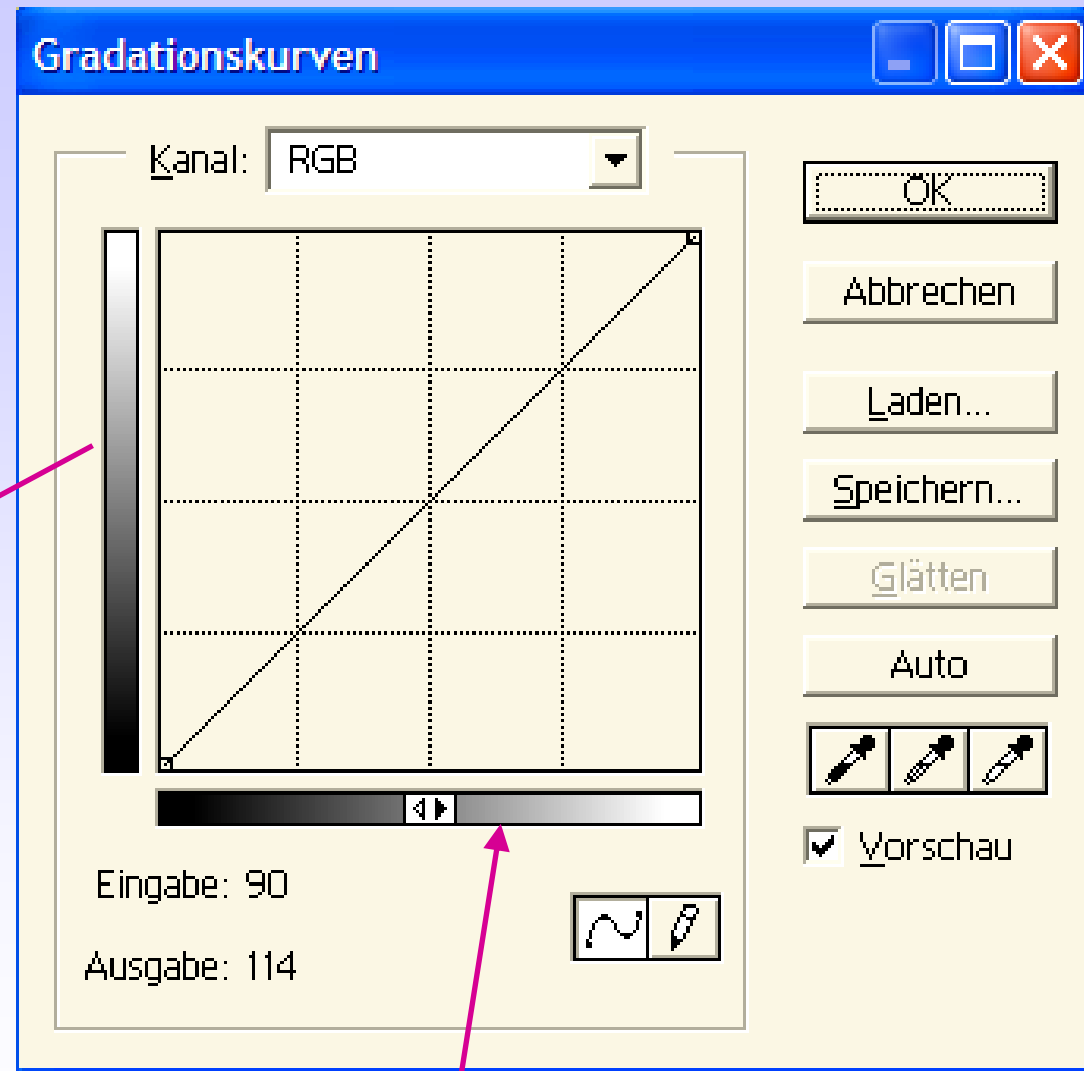 Gradationskurven
Kanal: RGB
OK
Abbrechen
Laden...
Speichern...
Glätten
Auto
Vorschau
Eingabe: 90
Ausgabe: 114